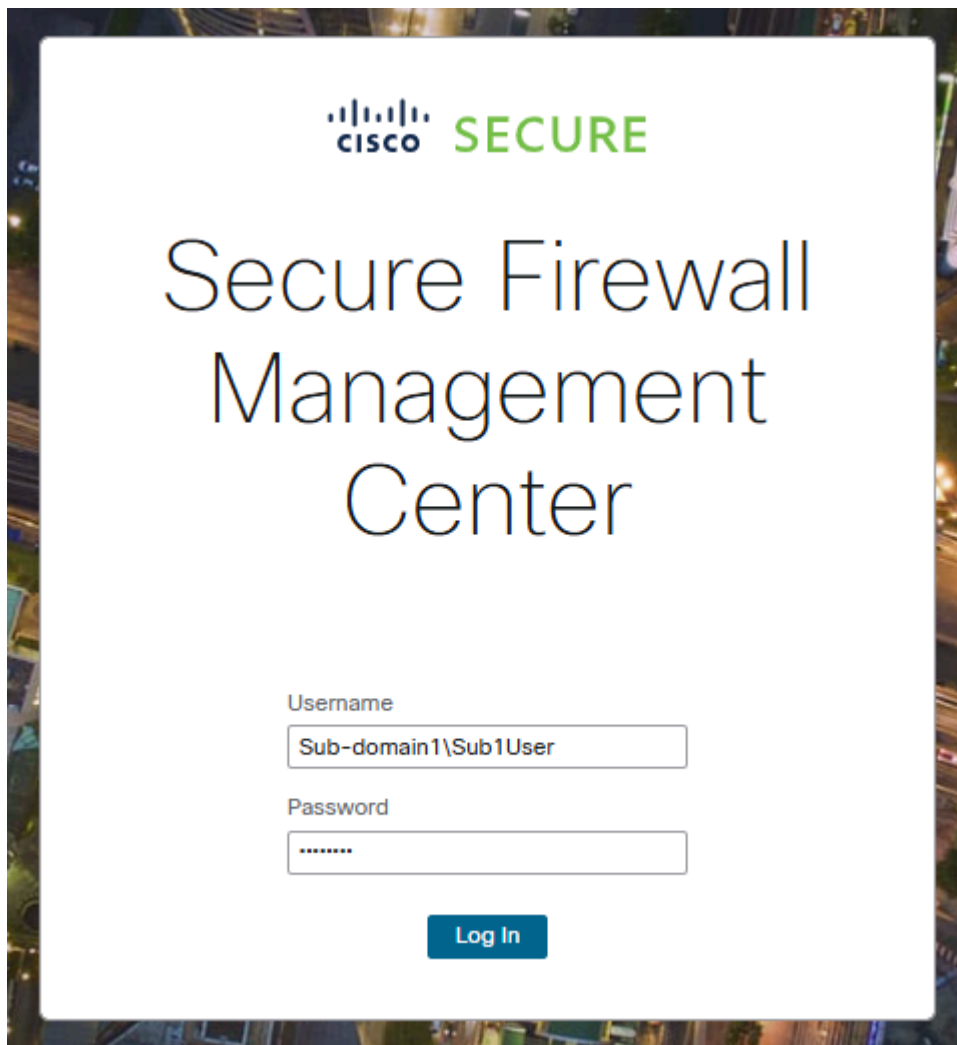 CISCO SECURE
Secure Firewall
Management
Center
Username
Sub-domain1\Sub1User
Password
••••••••
Log In